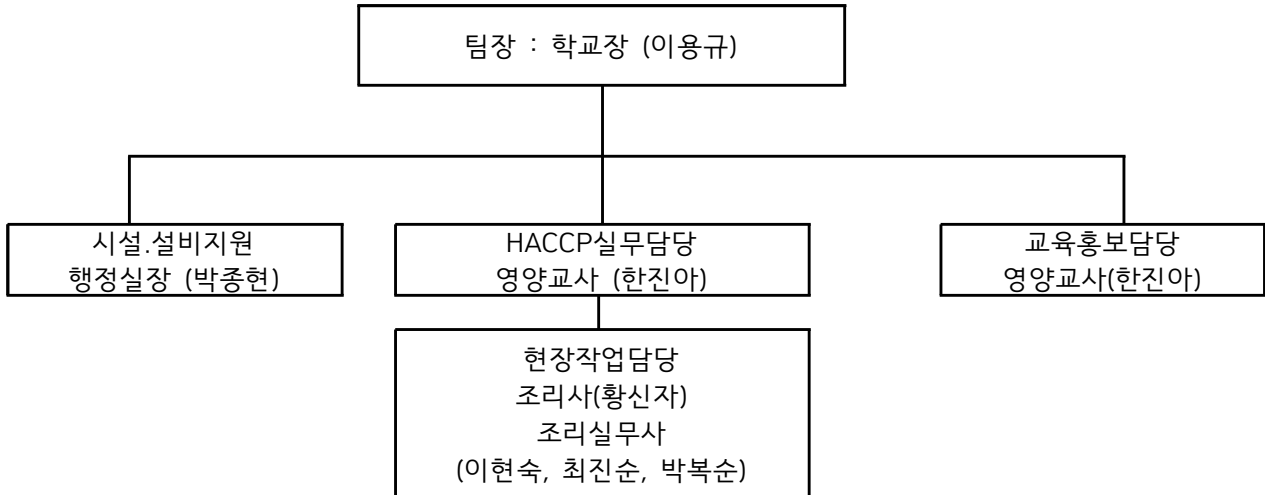 팀장 : 학교장 (이용규)
시설.설비지원
행정실장 (박종현)
HACCP실무담당
영양교사 (한진아)
교육홍보담당
영양교사(한진아)
현장작업담당
조리사(황신자)
조리실무사
(이현숙, 최진순, 박복순)